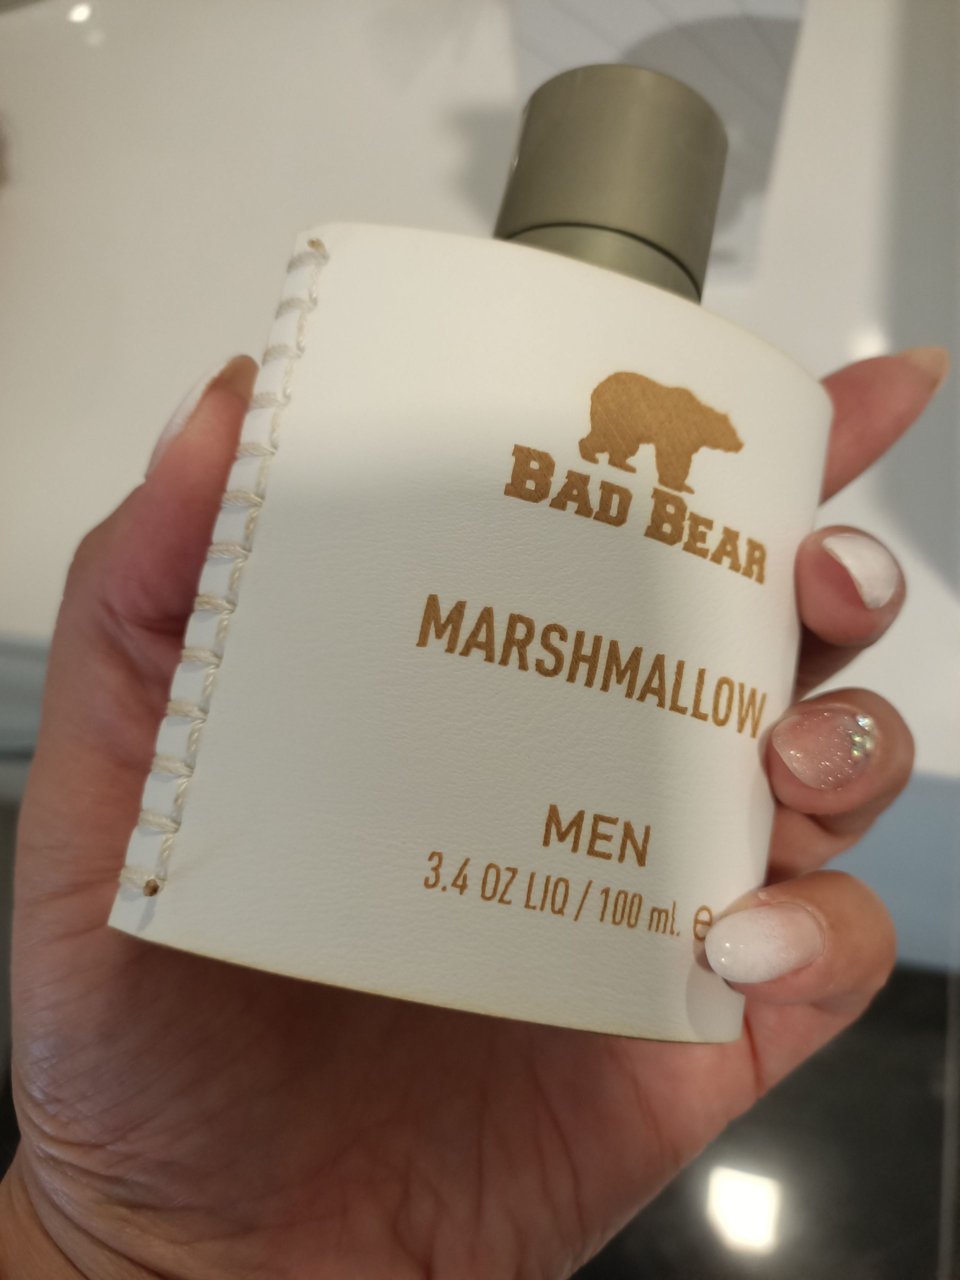 BAD BEAR
MARSHMALLOW
MEN
3.4 OZ LIQ / 100 ml. e